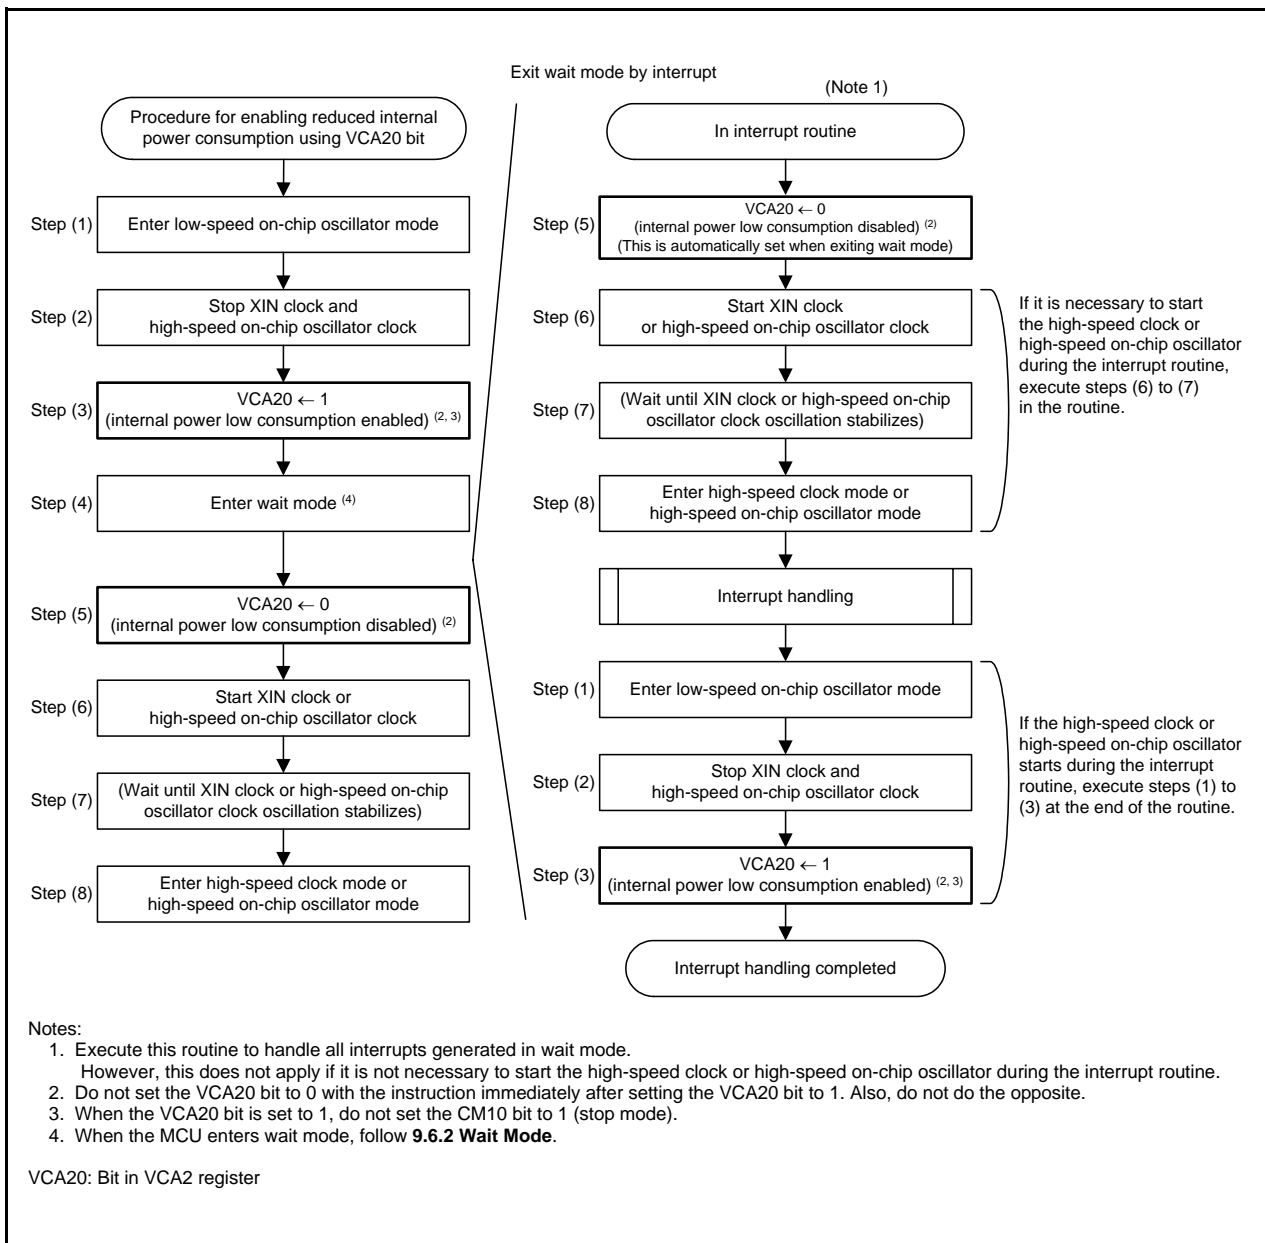 Exit wait mode by interrupt
(Note 1)
Procedure for enabling reduced internal
power consumption using VCA20 bit
Step (1)
Enter low-speed on-chip oscillator mode
Step (2)
Stop XIN clock and
high-speed on-chip oscillator clock
Step (3)
VCA20 ← 1
(internal power low consumption enabled) (2, 3)
Step (4)
Enter wait mode (4)
Step (5)
VCA20 ← 0
(internal power low consumption disabled) (2)
Step (6)
Start XIN clock or
high-speed on-chip oscillator clock
Step (7)
(Wait until XIN clock or high-speed on-chip
oscillator clock oscillation stabilizes)
Step (8)
Enter high-speed clock mode or
high-speed on-chip oscillator mode
In interrupt routine
Step (5)
VCA20 ← 0
(internal power low consumption disabled) (2)
(This is automatically set when exiting wait mode)
Step (6)
Start XIN clock
or high-speed on-chip oscillator clock
Step (7)
(Wait until XIN clock or high-speed on-chip
oscillator clock oscillation stabilizes)
Step (8)
Enter high-speed clock mode or
high-speed on-chip oscillator mode
If it is necessary to start
the high-speed clock or
high-speed on-chip oscillator
during the interrupt routine,
execute steps (6) to (7)
in the routine.
Interrupt handling
Step (1)
Enter low-speed on-chip oscillator mode
Step (2)
Stop XIN clock and
high-speed on-chip oscillator clock
Step (3)
VCA20 ← 1
(internal power low consumption enabled) (2, 3)
If the high-speed clock or
high-speed on-chip oscillator
starts during the interrupt
routine, execute steps (1) to
(3) at the end of the routine.
Interrupt handling completed
Notes:
1. Execute this routine to handle all interrupts generated in wait mode.
However, this does not apply if it is not necessary to start the high-speed clock or high-speed on-chip oscillator during the interrupt routine.
2. Do not set the VCA20 bit to 0 with the instruction immediately after setting the VCA20 bit to 1. Also, do not do the opposite.
3. When the VCA20 bit is set to 1, do not set the CM10 bit to 1 (stop mode).
4. When the MCU enters wait mode, follow 9.6.2 Wait Mode.
VCA20: Bit in VCA2 register